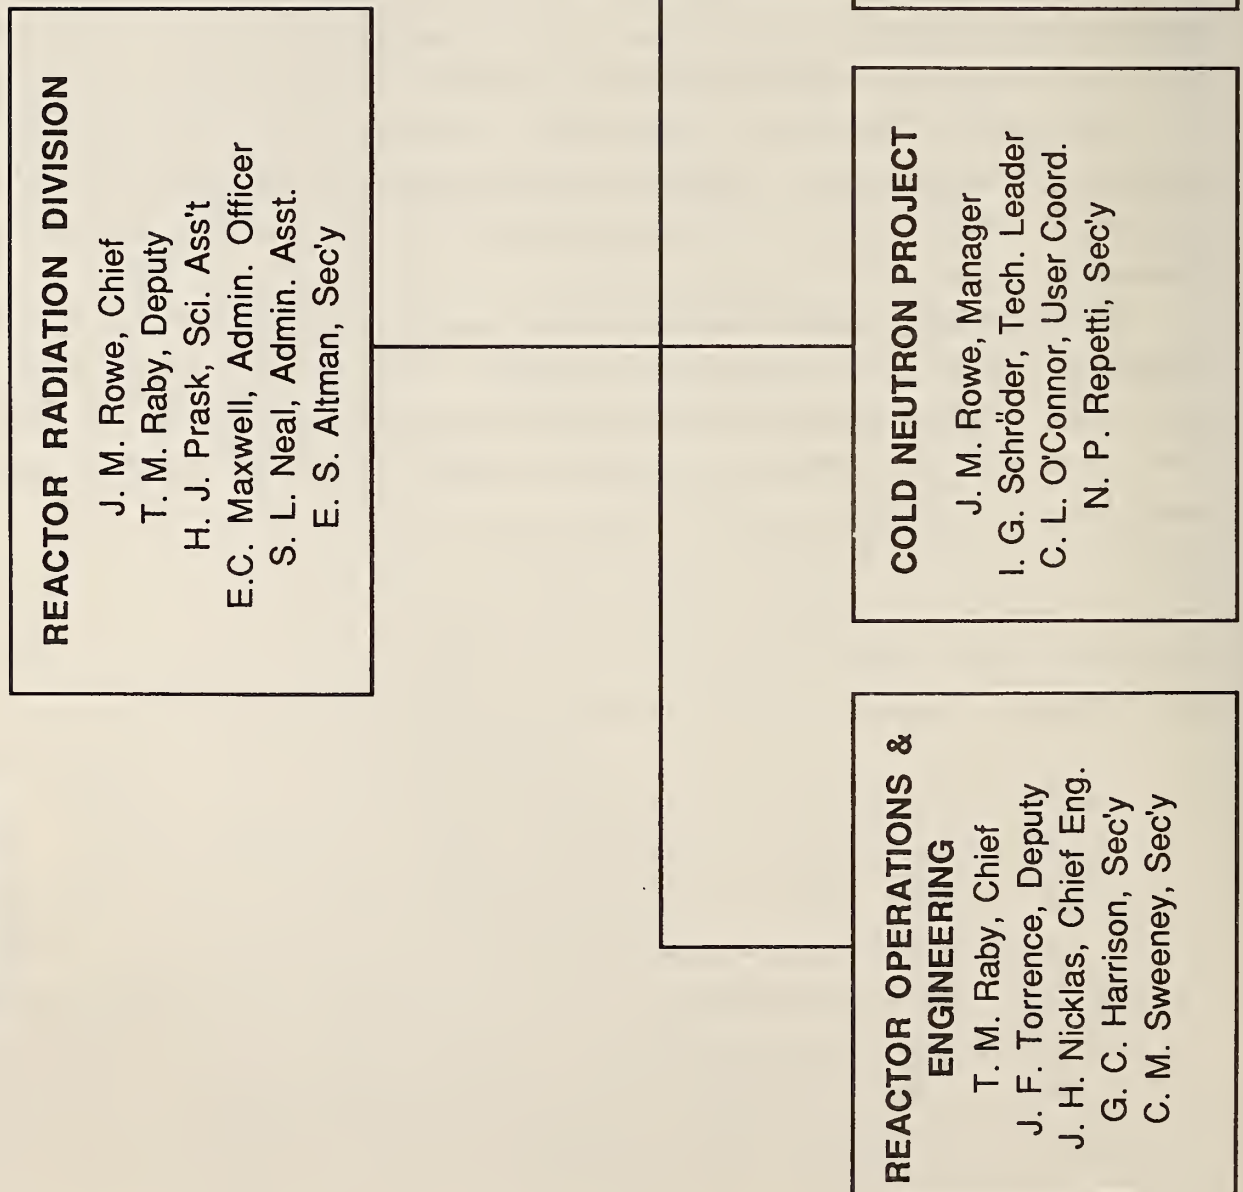 REACTOR RADIATION DIVISION
J. M. Rowe, Chief
T. M. Raby, Deputy
H. J. Prask, Sci. Ass't
E.C. Maxwell, Admin. Officer
S. L. Neal, Admin. Asst.
E. S. Altman, Sec'y
REACTOR OPERATIONS &
ENGINEERING
T. M. Raby, Chief
J. F. Torrence, Deputy
J. H. Nicklas, Chief Eng.
G. C. Harrison, Sec'y
C. M. Sweeney, Sec'y
COLD NEUTRON PROJECT
J. M. Rowe, Manager
I. G. Schröder, Tech. Leader
C. L. O'Connor, User Coord.
N. P. Repetti, Sec'y